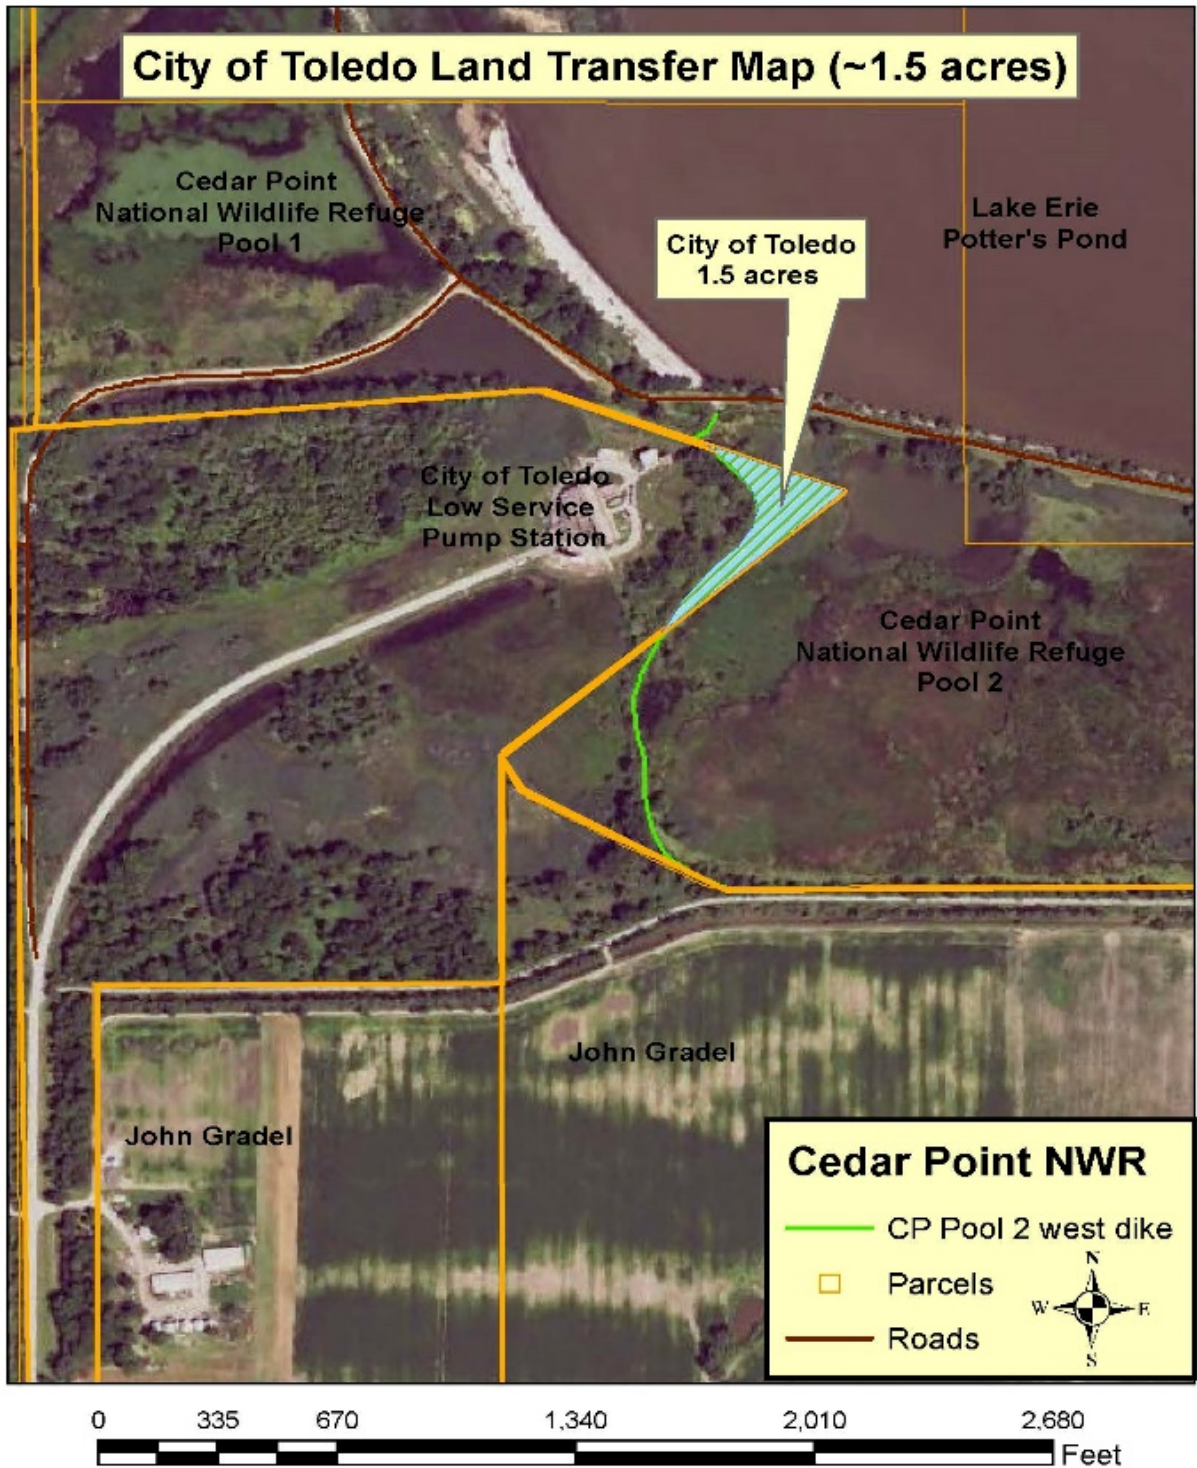 City of Toledo Land Transfer Map (~1.5 acres)
Cedar Point
National Wildlife Refuge
Pool 1
Lake Erie
Potter's Pond
City of Toledo
1.5 acres
City of Toledo
Low Service
Pump Station
Cedar Point
National Wildlife Refuge
Pool 2
John Gradel
John Gradel
Cedar Point NWR
CP Pool 2 west dike
Parcels
Roads
N
W
E
S
0 335 670 1,340 2,010 2,680
Feet